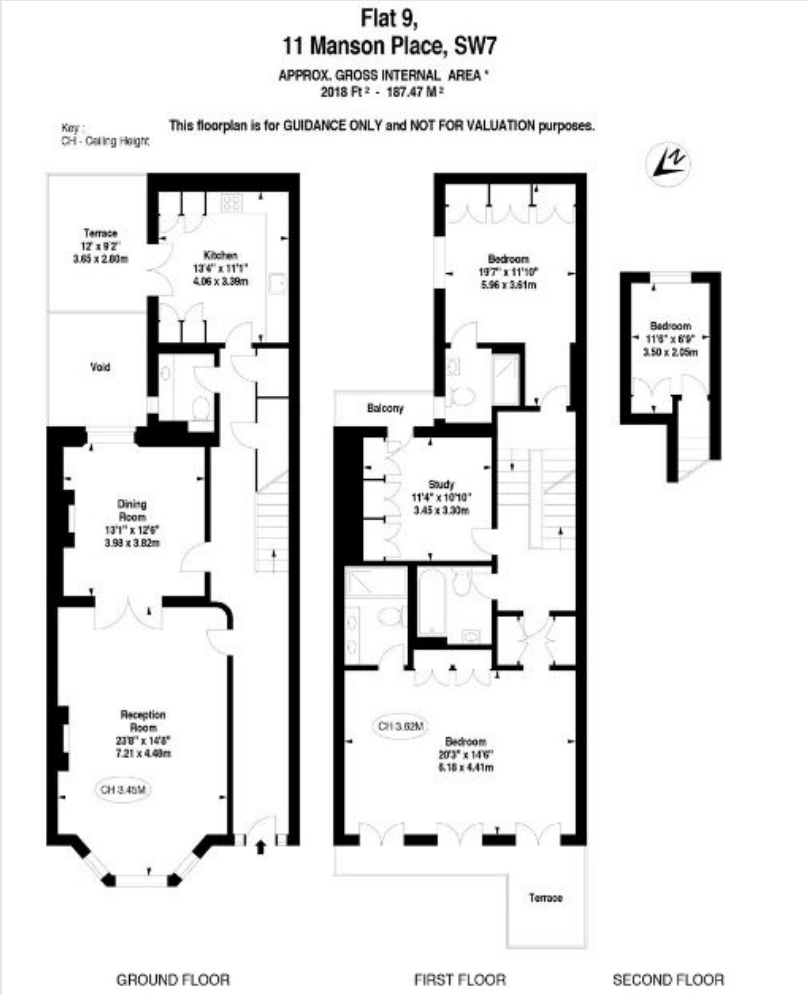 Flat 9,
11 Manson Place, SW7
APPROX. GROSS INTERNAL AREA *
2018 Ft² - 187.47 M²
Key :
CH - Ceiling Height
This floorplan is for GUIDANCE ONLY and NOT FOR VALUATION purposes.
N
Terrace
12' x 9'2"
3.65 x 2.80m
Kitchen
13'4" x 11'1"
4.06 x 3.39m
Void
Dining
Room
13'1" x 12'6"
3.98 x 3.82m
Reception
Room
23'8" x 14'8"
7.21 x 4.48m
CH 3.45M
GROUND FLOOR
Bedroom
19'7" x 11'10"
5.96 x 3.61m
Balcony
Study
11'4" x 10'10"
3.45 x 3.30m
CH 3.62M
Bedroom
20'3" x 14'6"
6.18 x 4.41m
Terrace
FIRST FLOOR
Bedroom
11'6" x 6'9"
3.50 x 2.05m
SECOND FLOOR